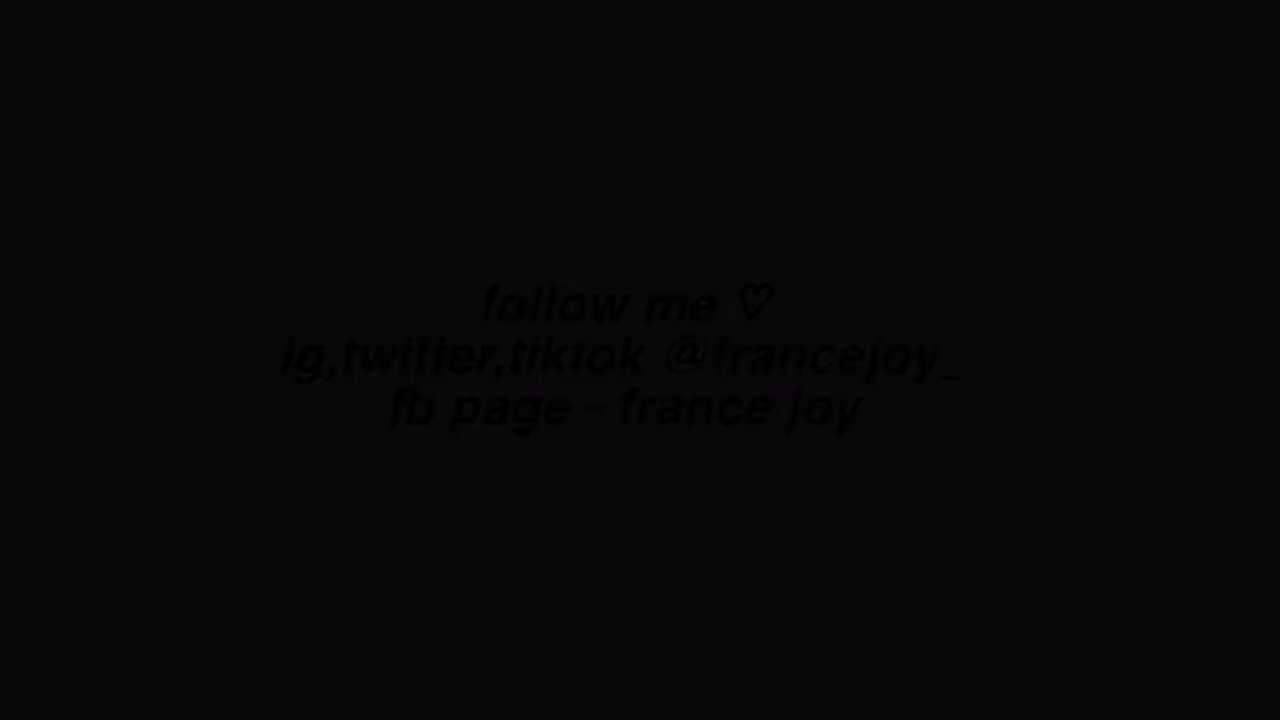 follow me ♡
ig,twitter,tiktok @francejoy_
fb page - france joy